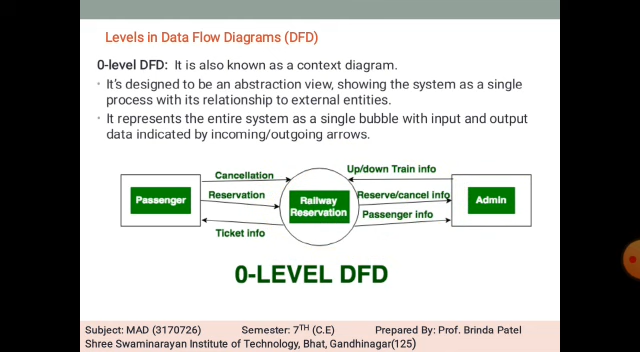 Levels in Data Flow Diagrams (DFD)
0-level DFD: It is also known as a context diagram.
• It's designed to be an abstraction view, showing the system as a single
process with its relationship to external entities.
• It represents the entire system as a single bubble with input and output
data indicated by incoming/outgoing arrows.
Cancellation
Up/down Train info
Passenger
Reservation
Railway
Reservation
Reserve/cancel info
Admin
Passenger info
Ticket info
0-LEVEL DFD
Subject: MAD (3170726) Semester: 7TH (C.E) Prepared By: Prof. Brinda Patel
Shree Swaminarayan Institute of Technology, Bhat, Gandhinagar(125)